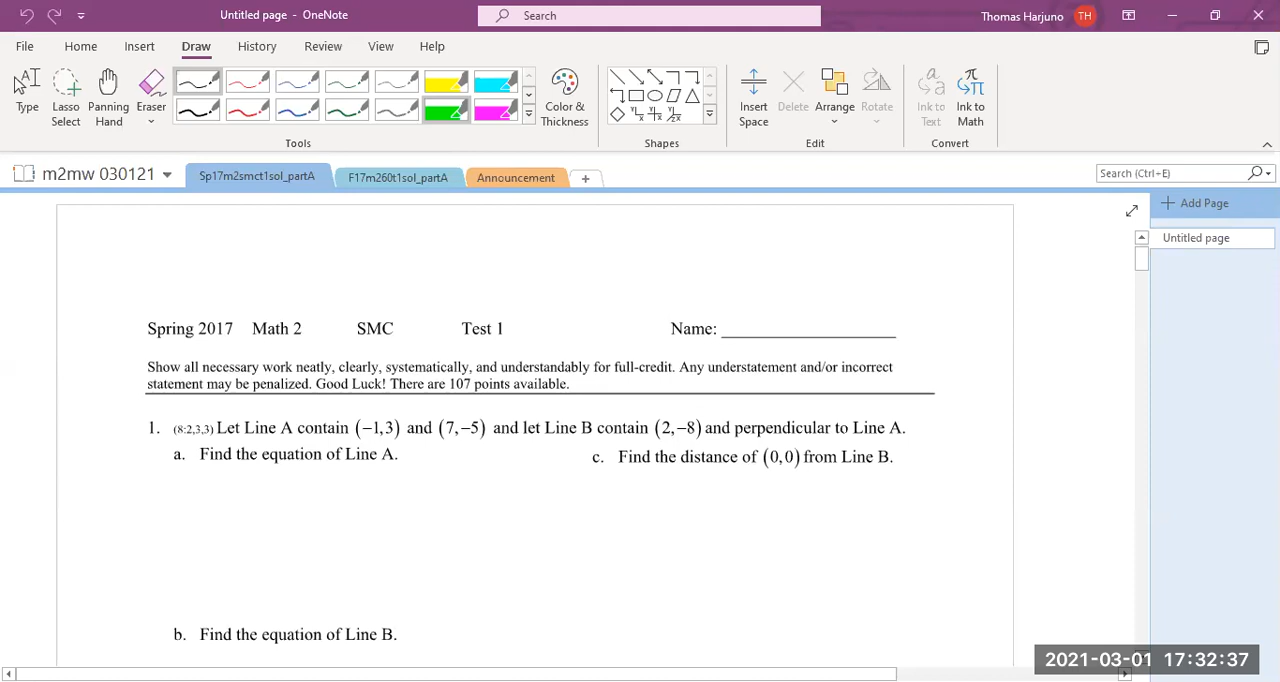 Untitled page - OneNote
Search
Thomas Harjuno
TH
File
Home
Insert
Draw
History
Review
View
Help
Type
Lasso Select
Panning Hand
Eraser
Color & Thickness
Insert Space
Delete
Arrange
Rotate
Ink to Text
Ink to Math
Tools
Shapes
Edit
Convert
m2mw 030121
Sp17m2smct1sol_partA
F17m260t1sol_partA
Announcement
Search (Ctrl+E)
Add Page
Untitled page
Spring 2017 Math 2 SMC Test 1 Name:
Show all necessary work neatly, clearly, systematically, and understandably for full-credit. Any understatement and/or incorrect
statement may be penalized. Good Luck! There are 107 points available.
1. (8:2,3,3) Let Line A contain (−1,3) and (7,−5) and let Line B contain (2,−8) and perpendicular to Line A.
a. Find the equation of Line A.
c. Find the distance of (0,0) from Line B.
b. Find the equation of Line B.
2021-03-01 17:32:37